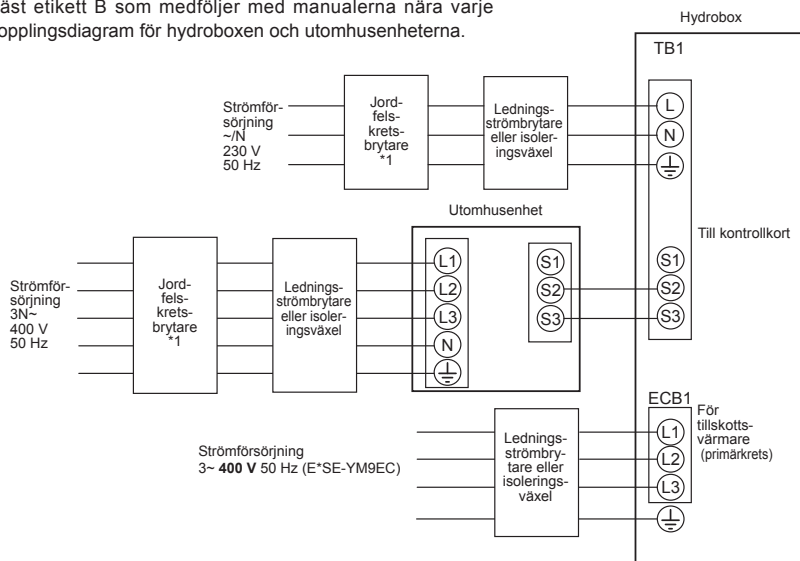 äst etikett B som medföljer med manualerna nära varje
opplingsdiagram för hydroboxen och utomhusenheterna.
Hydrobox
TB1
Strömför-
sörjning
~/N
230 V
50 Hz
Jord-
fels-
krets-
brytare
*1
Lednings-
strömbrytare
eller isoler-
ingsväxel
L
N
Utomhusenhet
Till kontrollkort
Strömför-
sörjning
3N~
400 V
50 Hz
Jord-
fels-
krets-
brytare
*1
Lednings-
strömbrytare
eller isoler-
ingsväxel
L1
L2
L3
N
S1
S2
S3
S1
S2
S3
ECB1
För
tillskotts-
värmare
(primärkrets)
Strömförsörjning
3~ 400 V 50 Hz (E*SE-YM9EC)
Lednings-
strömbry-
tare eller
isolerings-
växel
L1
L2
L3